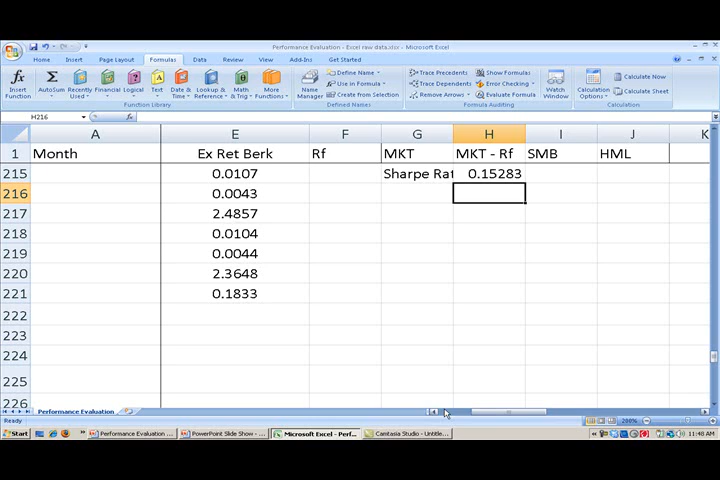 Performance Evaluation - Excel raw data.xlsx - Microsoft Excel
Home Insert Page Layout Formulas Data Review View Add-Ins Get Started
Insert Function
AutoSum Recently Used Financial Logical Text Date & Time Lookup & Reference Math & Trig More Functions
Function Library
Name Manager
Define Name
Use in Formula
Create from Selection
Defined Names
Trace Precedents Show Formulas
Trace Dependents Error Checking
Remove Arrows Evaluate Formula
Formula Auditing
Watch Window
Calculation Options
Calculate Now
Calculate Sheet
Calculation
H216 fx
A E F G H I J K
1 Month Ex Ret Berk Rf MKT MKT - Rf SMB HML
215 0.0107 Sharpe Rat 0.15283
216 0.0043
217 2.4857
218 0.0104
219 0.0044
220 2.3648
221 0.1833
222
223
224
225
226
Performance Evaluation
Ready 200%
Start Performance Evaluation ... PowerPoint Slide Show - ... Microsoft Excel - Perf... Camtasia Studio - Untitle... 11:48 AM